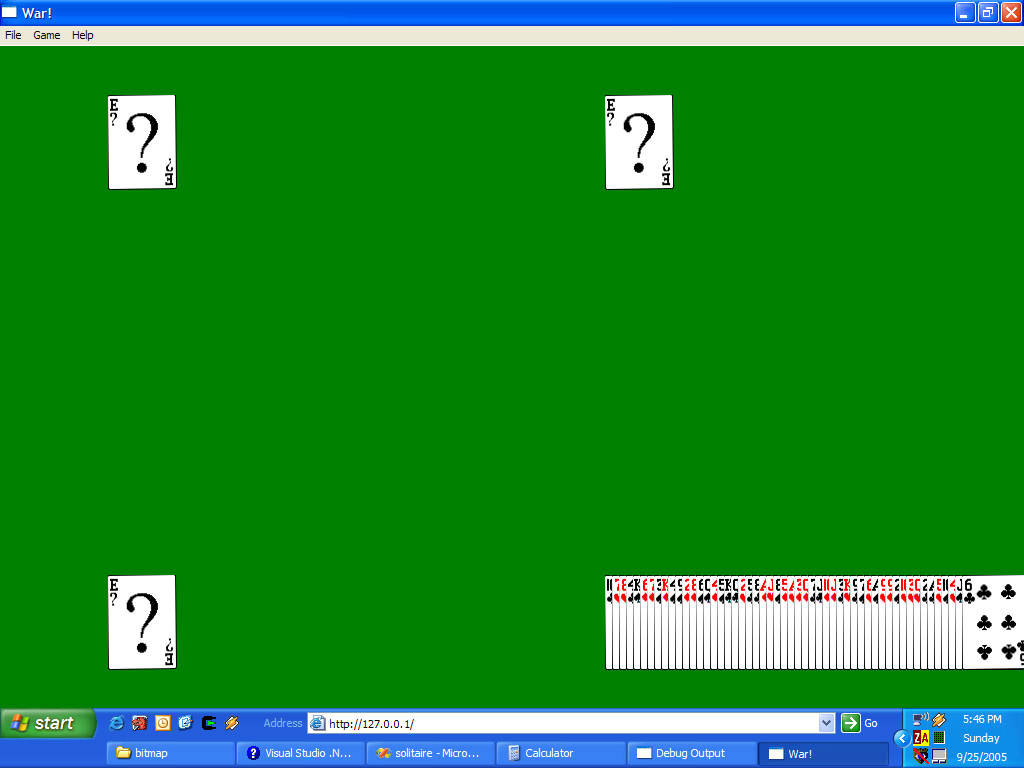 War!
File Game Help
E
?
?
?
E
E
?
?
?
E
E
?
?
?
E
6
start
Address http://127.0.0.1/ Go
5:46 PM
Sunday
9/25/2005
bitmap
Visual Studio .N...
solitaire - Micro...
Calculator
Debug Output
War!